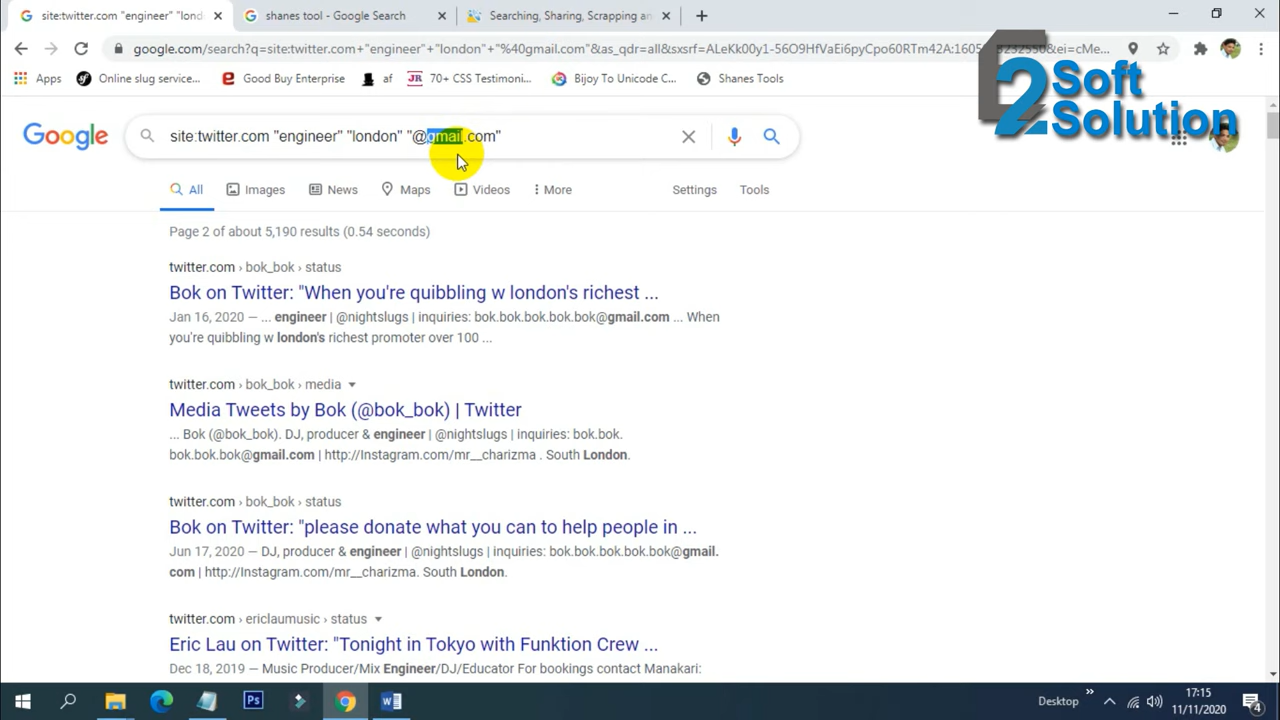 site:twitter.com "engineer" "lond
shanes tool - Google Search
Searching, Sharing, Scrapping an
google.com/search?q=site:twitter.com+"engineer"+"london"+"%40gmail.com"&as_qdr=all&sxsrf=ALeKk00y1-56O9HfVaEi6pyCpo60RTm42A:1605
&ei=cMe...
Apps
Online slug service...
Good Buy Enterprise
af
JR
70+ CSS Testimoni...
Bijoy To Unicode C...
Shanes Tools
2 Soft
Solution
Google
site:twitter.com "engineer" "london" "@gmail.com"
All
Images
News
Maps
Videos
More
Settings
Tools
Page 2 of about 5,190 results (0.54 seconds)
twitter.com › bok_bok › status
Bok on Twitter: "When you're quibbling w london's richest ...
Jan 16, 2020 — ... engineer | @nightslugs | inquiries: bok.bok.bok.bok.bok@gmail.com ... When
you're quibbling w london's richest promoter over 100 ...
twitter.com › bok_bok › media
Media Tweets by Bok (@bok_bok) | Twitter
... Bok (@bok_bok). DJ, producer & engineer | @nightslugs | inquiries: bok.bok.
bok.bok.bok@gmail.com | http://Instagram.com/mr__charizma . South London.
twitter.com › bok_bok › status
Bok on Twitter: "please donate what you can to help people in ...
Jun 17, 2020 — DJ, producer & engineer | @nightslugs | inquiries: bok.bok.bok.bok.bok@gmail.
com | http://Instagram.com/mr__charizma. South London.
twitter.com › ericlaumusic › status
Eric Lau on Twitter: "Tonight in Tokyo with Funktion Crew ...
Dec 18, 2019 — Music Producer/Mix Engineer/DJ/Educator For bookings contact Manakari:
Ps
Desktop
17:15
11/11/2020
4